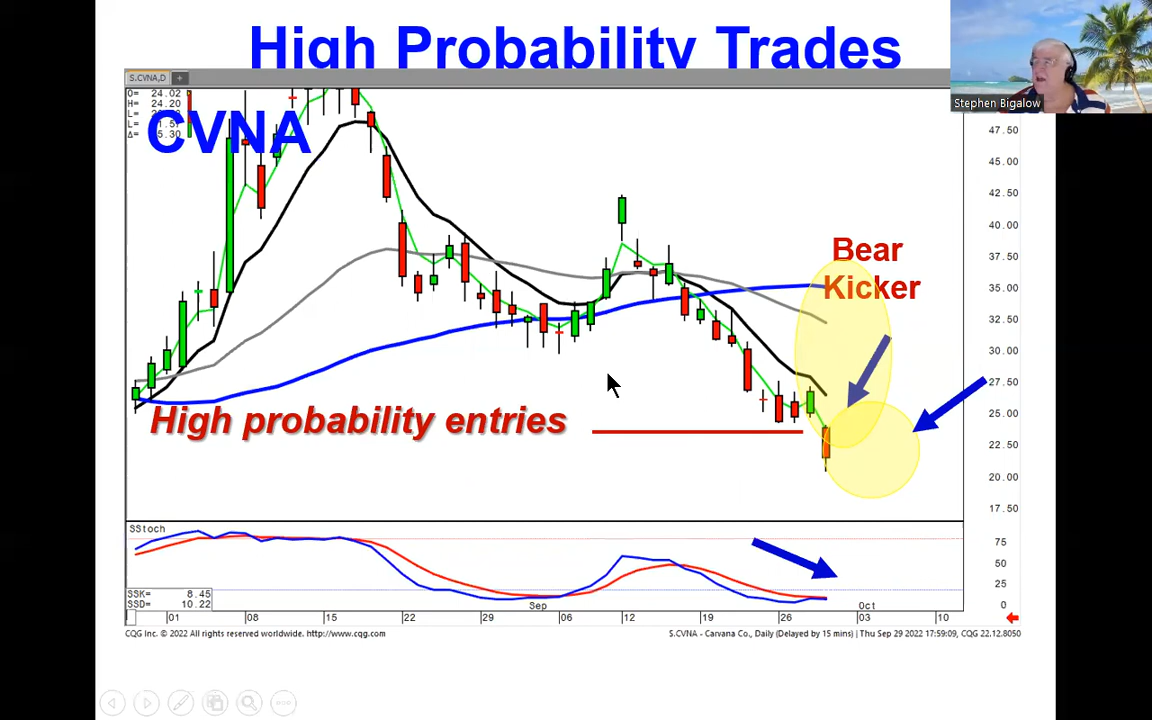 High Probability Trades
Stephen Bigalow
S.CVNA,D +
O= 24.02
H= 24.20
CVNA
47.50
45.00
42.50
40.00
37.50
35.00
32.50
30.00
27.50
25.00
22.50
20.00
17.50
Bear
Kicker
High probability entries
SStoch
75
50
25
0
SSK= 8.45
SSD= 10.22
Sep
Oct
01 08 15 22 29 06 12 19 26 03 10
CQG Inc. © 2022 All rights reserved worldwide. http://www.cqg.com
S.CVNA - Carvana Co., Daily (Delayed by 15 mins) | Thu Sep 29 2022 17:59:09, CQG 22.12.8050